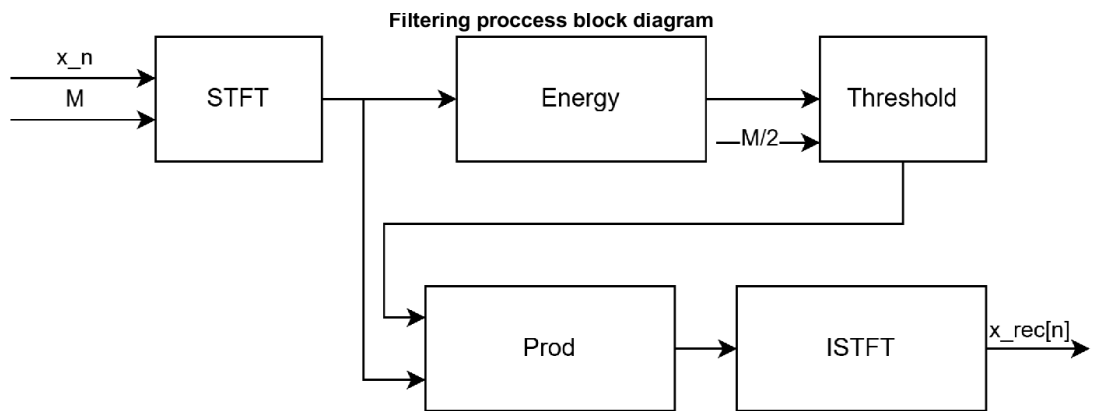 Filtering proccess block diagram
x_n
M
STFT
Energy
Threshold
M/2
Prod
ISTFT
x_rec[n]